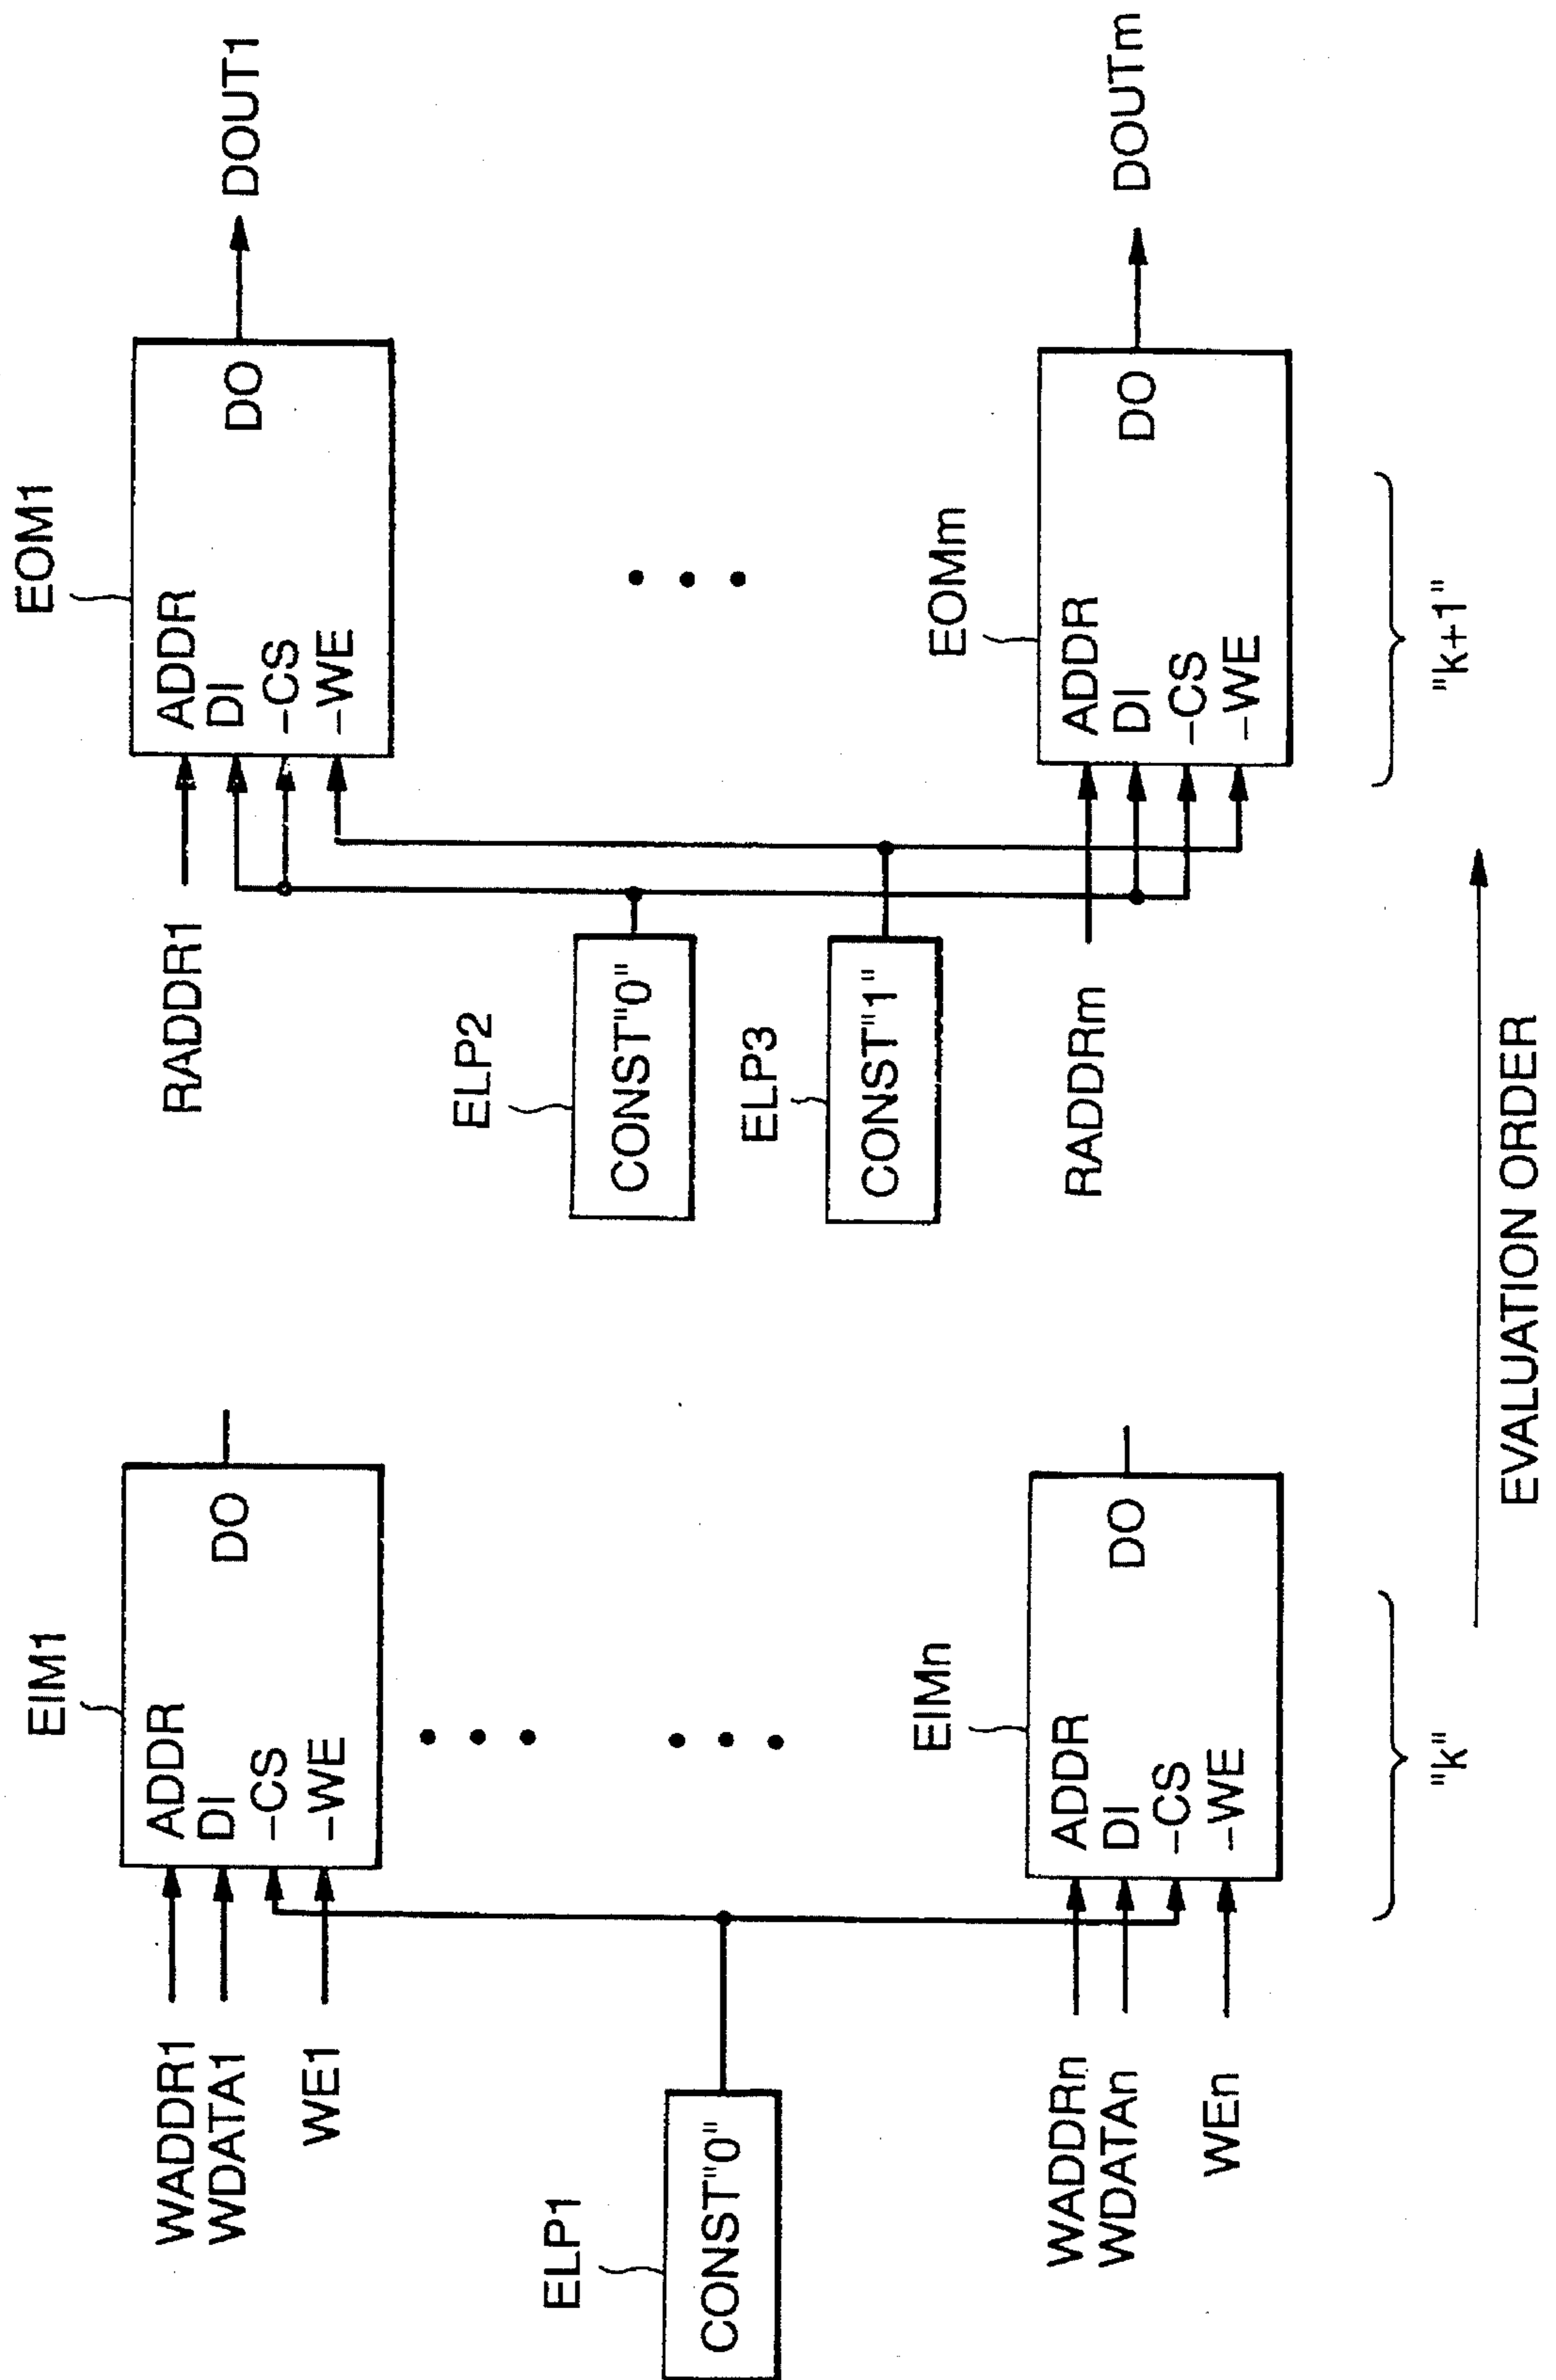 WADDR1
WDATA1
WE1
EIM1
ADDR
DI
-CS
-WE
DO
ELP1
CONST"0"
WADDRn
WDATAn
WEn
EIMn
ADDR
DI
-CS
-WE
DO
"k"
RADDR1
EOM1
ADDR
DI
-CS
-WE
DO
DOUT1
ELP2
CONST"0"
ELP3
CONST"1"
RADDRm
EOMm
ADDR
DI
-CS
-WE
DO
DOUTm
"k+1"
EVALUATION ORDER